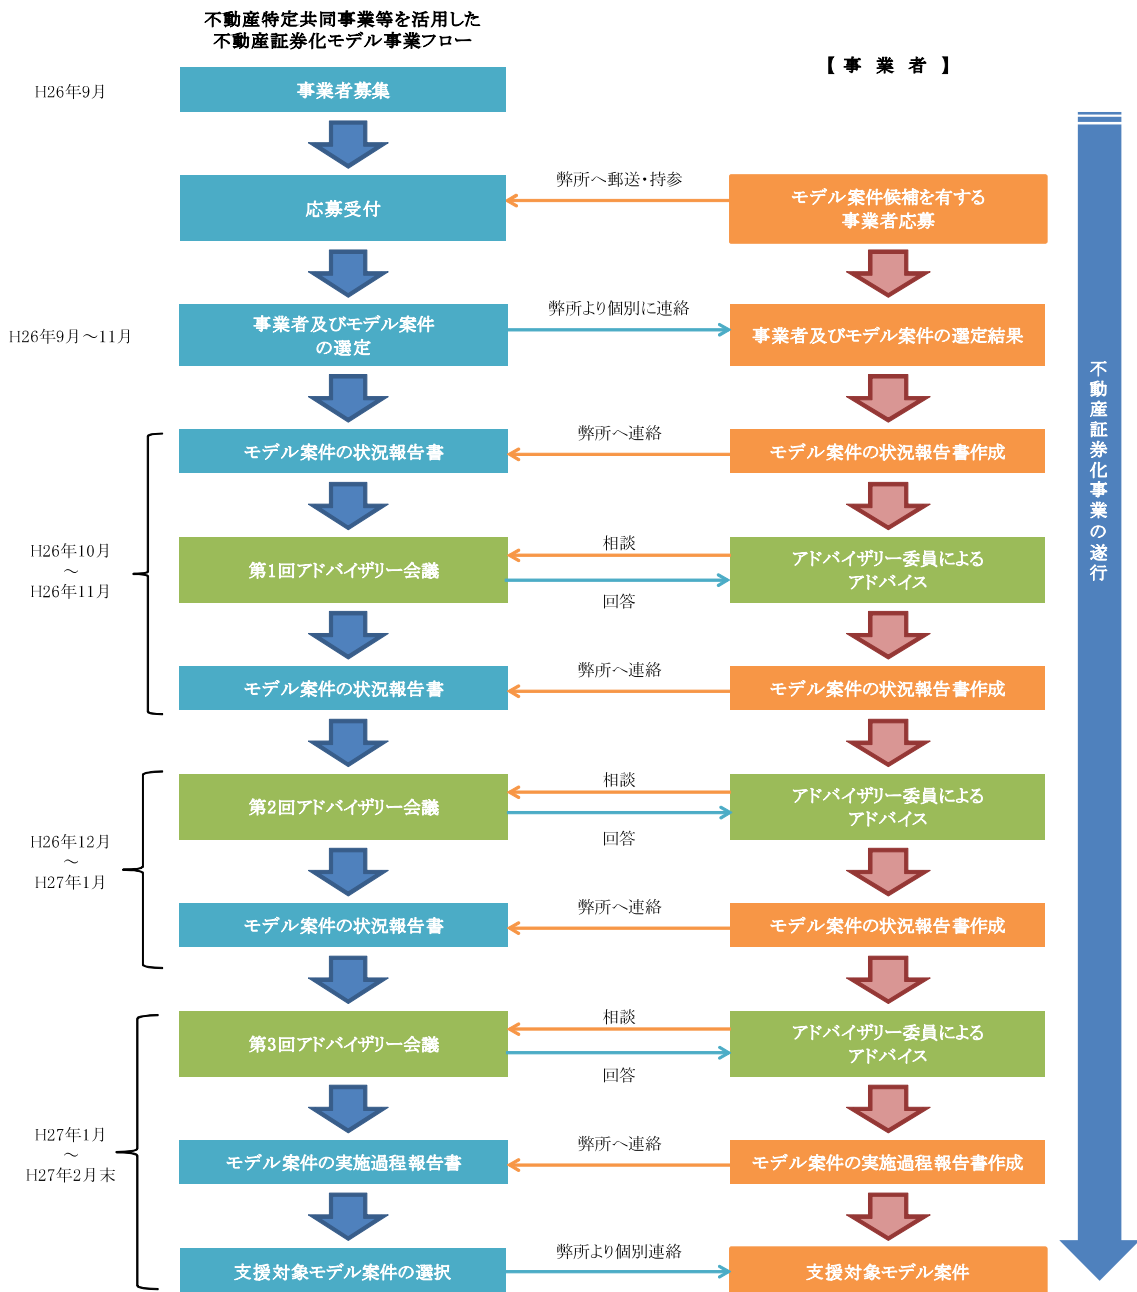 不動産特定共同事業等を活用した
不動産証券化モデル事業フロー
【 事 業 者 】
H26年9月
事業者募集
弊所へ郵送・持参
応募受付
モデル案件候補を有する
事業者応募
H26年9月～11月
事業者及びモデル案件
の選定
弊所より個別に連絡
事業者及びモデル案件の選定結果
モデル案件の状況報告書
弊所へ連絡
モデル案件の状況報告書作成
H26年10月
～
H26年11月
第1回アドバイザリー会議
相談
回答
アドバイザリー委員による
アドバイス
モデル案件の状況報告書
弊所へ連絡
モデル案件の状況報告書作成
H26年12月
～
H27年1月
第2回アドバイザリー会議
相談
回答
アドバイザリー委員による
アドバイス
モデル案件の状況報告書
弊所へ連絡
モデル案件の状況報告書作成
H27年1月
～
H27年2月末
第3回アドバイザリー会議
相談
回答
アドバイザリー委員による
アドバイス
モデル案件の実施過程報告書
弊所へ連絡
モデル案件の実施過程報告書作成
支援対象モデル案件の選択
弊所より個別連絡
支援対象モデル案件
不動産証券化事業の遂行